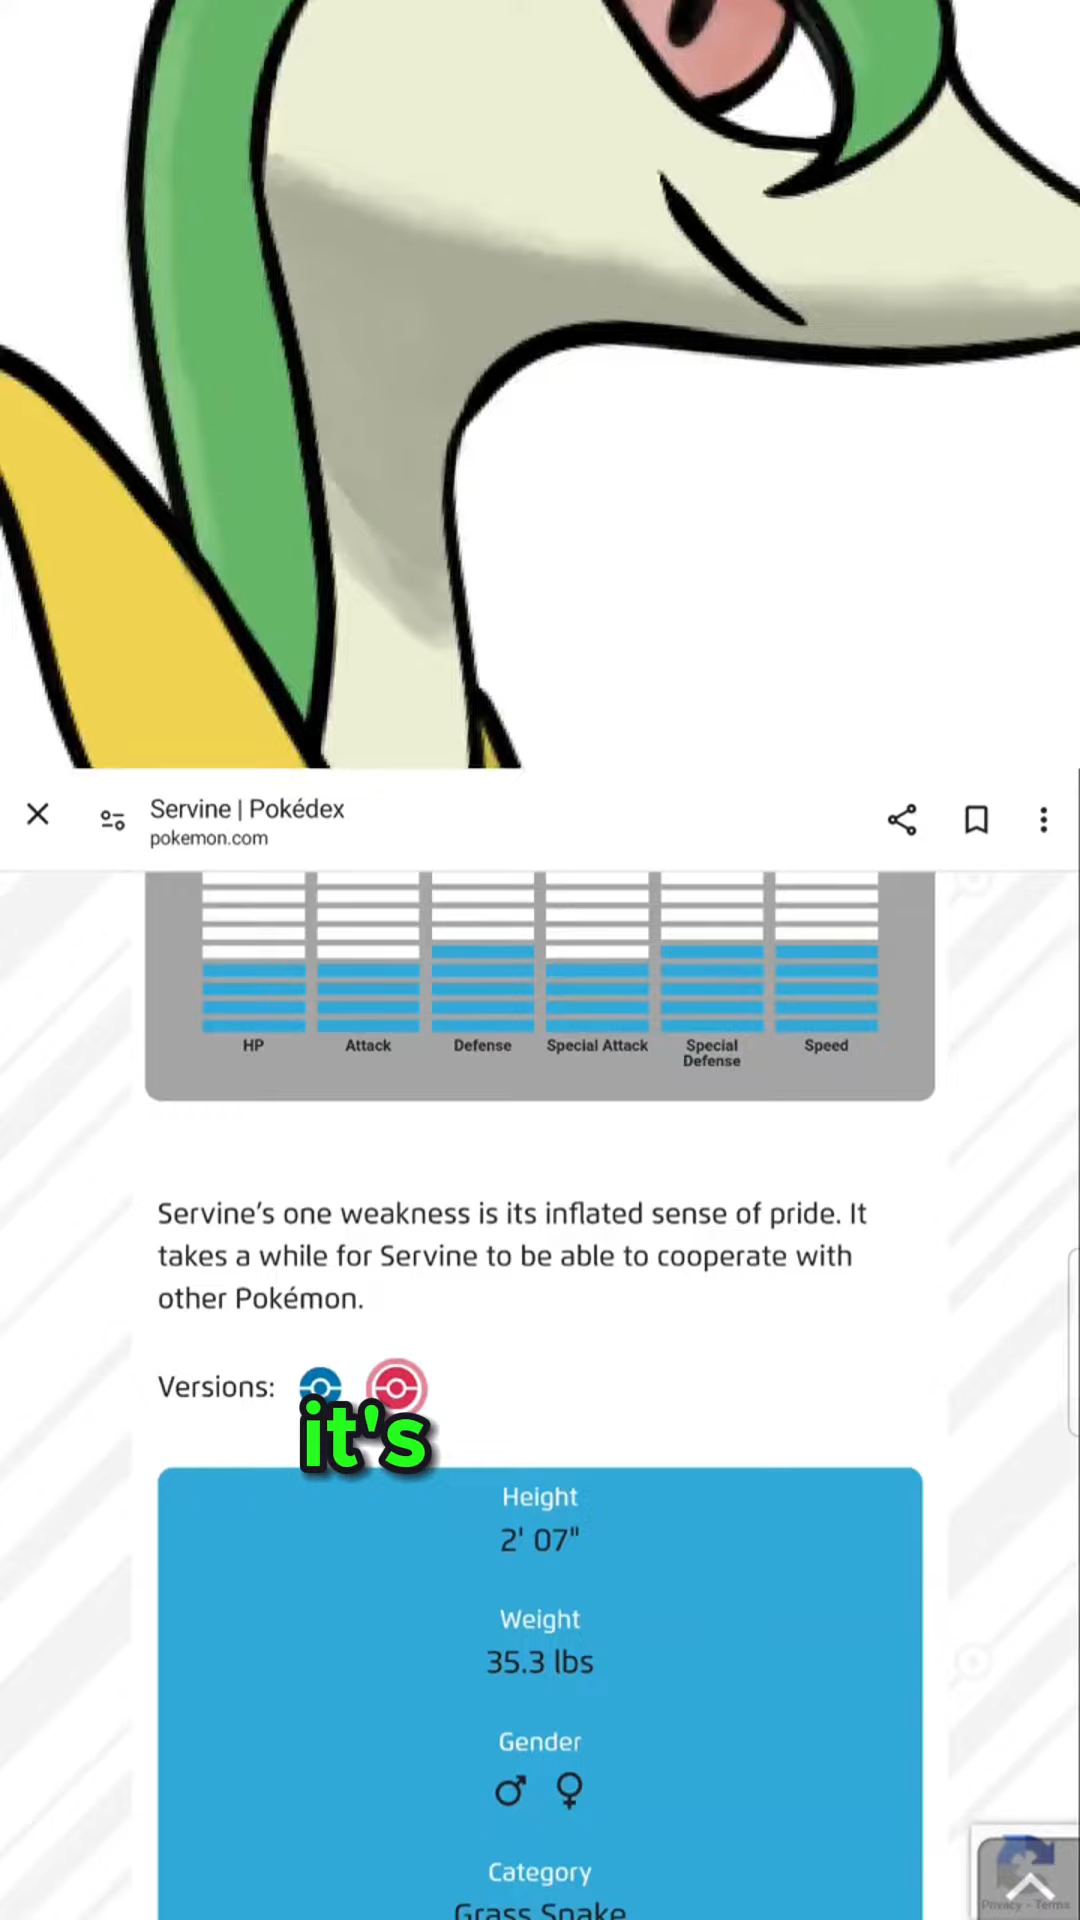 Servine | Pokédex
pokemon.com
HP Attack Defense Special Attack Special Defense Speed
Servine’s one weakness is its inflated sense of pride. It
takes a while for Servine to be able to cooperate with
other Pokémon.
Versions:
it's
Height
2' 07"
Weight
35.3 lbs
Gender
Category
Grass Snake
Privacy - Terms